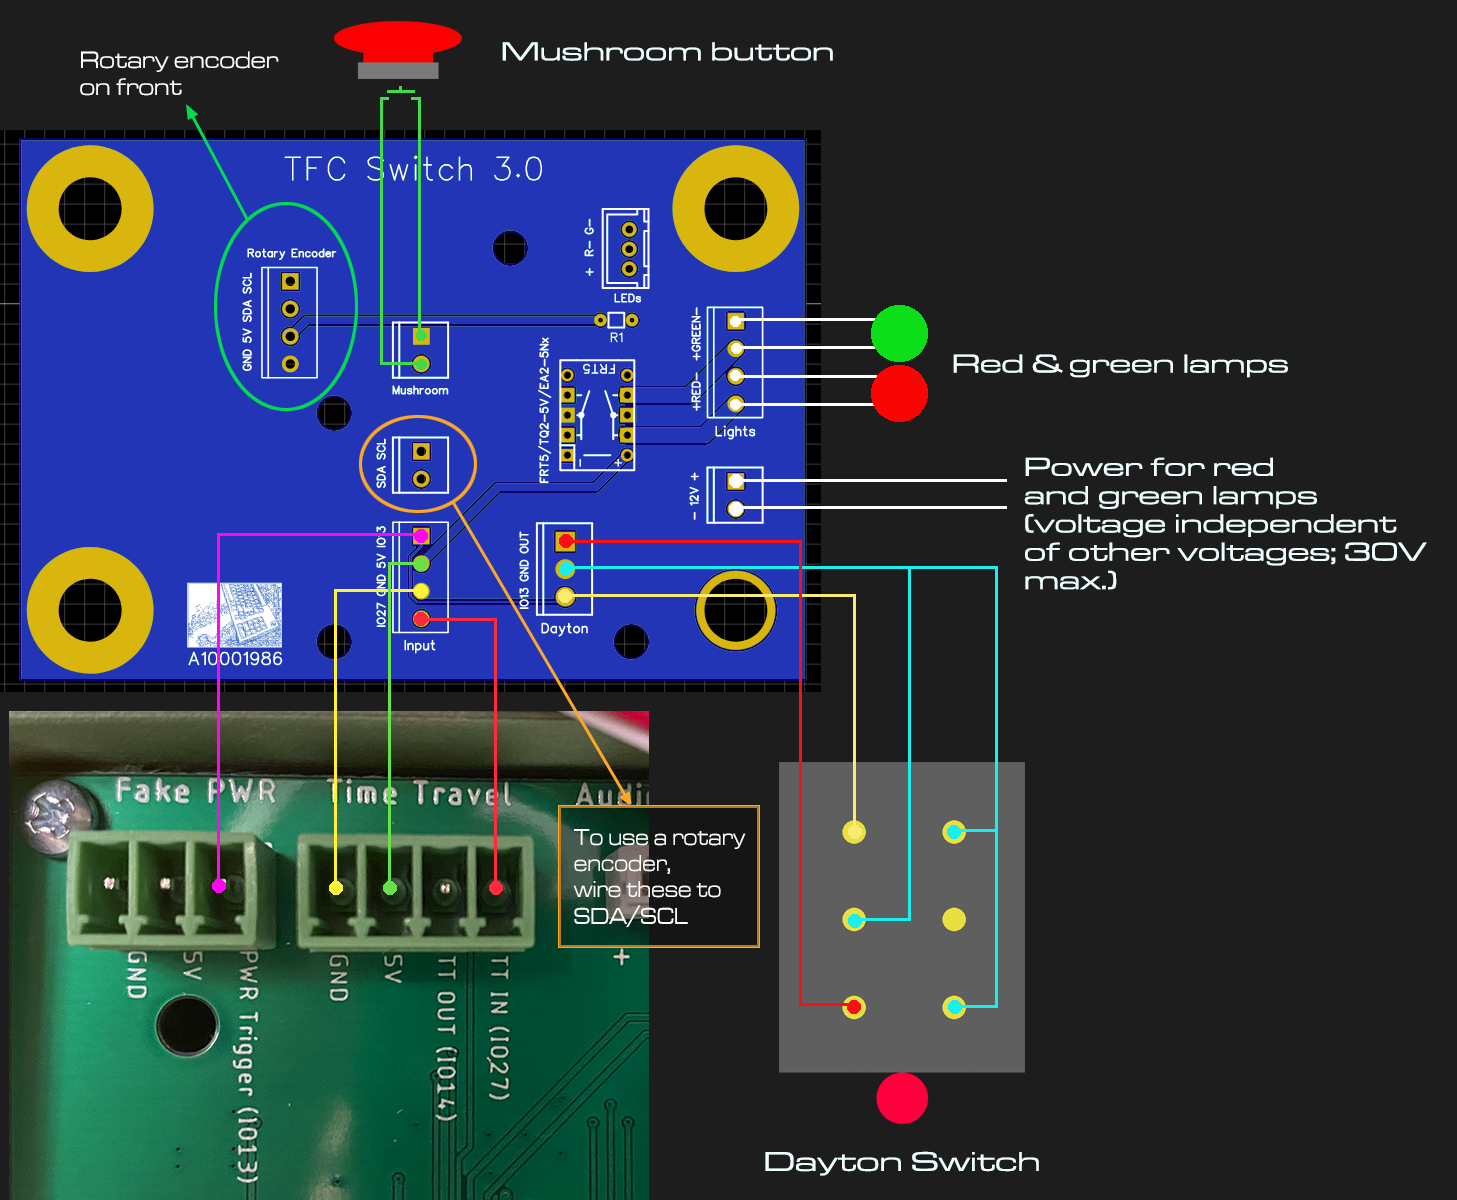 Mushroom button
Rotary encoder
on front
TFC Switch 3.0
Rotary Encoder
GND 5V SDA SCL
+ R- G-
LEDs
R1
Mushroom
FRT5/TQ2-5V/EA2-5Nx
FRT5
- +
+RED- +GREEN-
Lights
Red & green lamps
SDA SCL
- 12V +
Power for red
and green lamps
(voltage independent
of other voltages; 30V
max.)
IO27 GND 5V IO13
Input
IO13 GND OUT
Dayton
A10001986
Fake PWR
Time Travel
To use a rotary
encoder,
wire these to
SDA/SCL
GND
5V
PWR Trigger (IO13)
GND
5V
TT OUT (IO14)
TT IN (IO27)
+
Dayton Switch